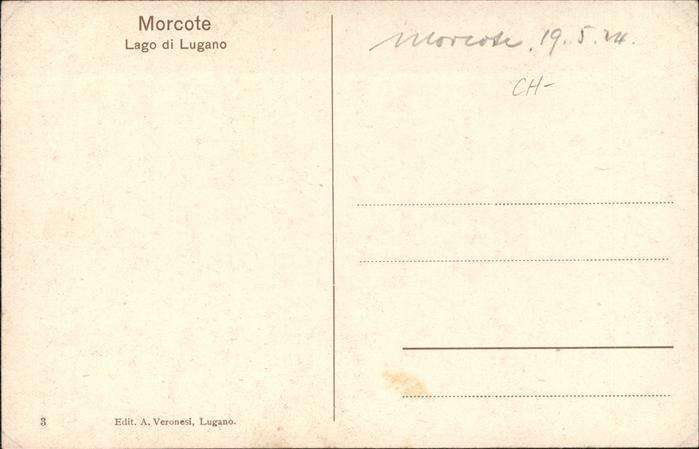 Morcote
Lago di Lugano
Morcote, 19.5.24.
CH-
3
Edit. A. Veronesi, Lugano.